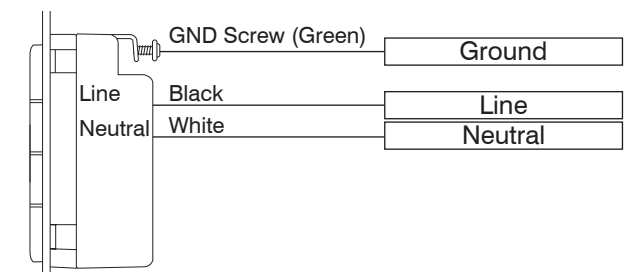 GND Screw (Green)
Ground
Line
Black
Line
Neutral
White
Neutral